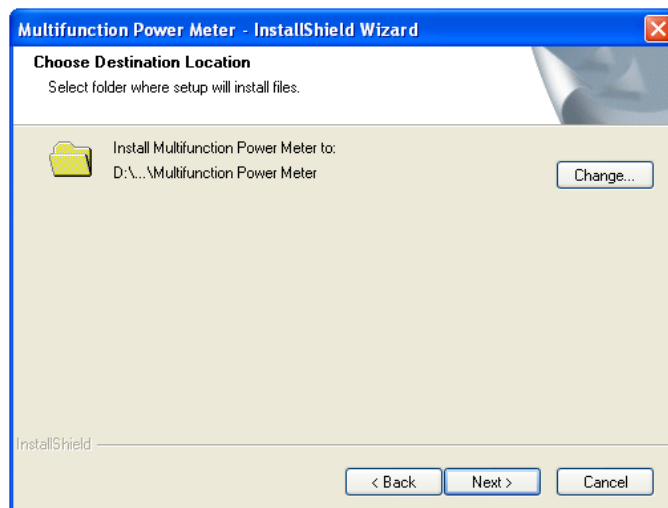 Multifunction Power Meter - InstallShield Wizard
Choose Destination Location
Select folder where setup will install files.
Install Multifunction Power Meter to:
D:\...\Multifunction Power Meter
Change...
InstallShield
< Back
Next >
Cancel